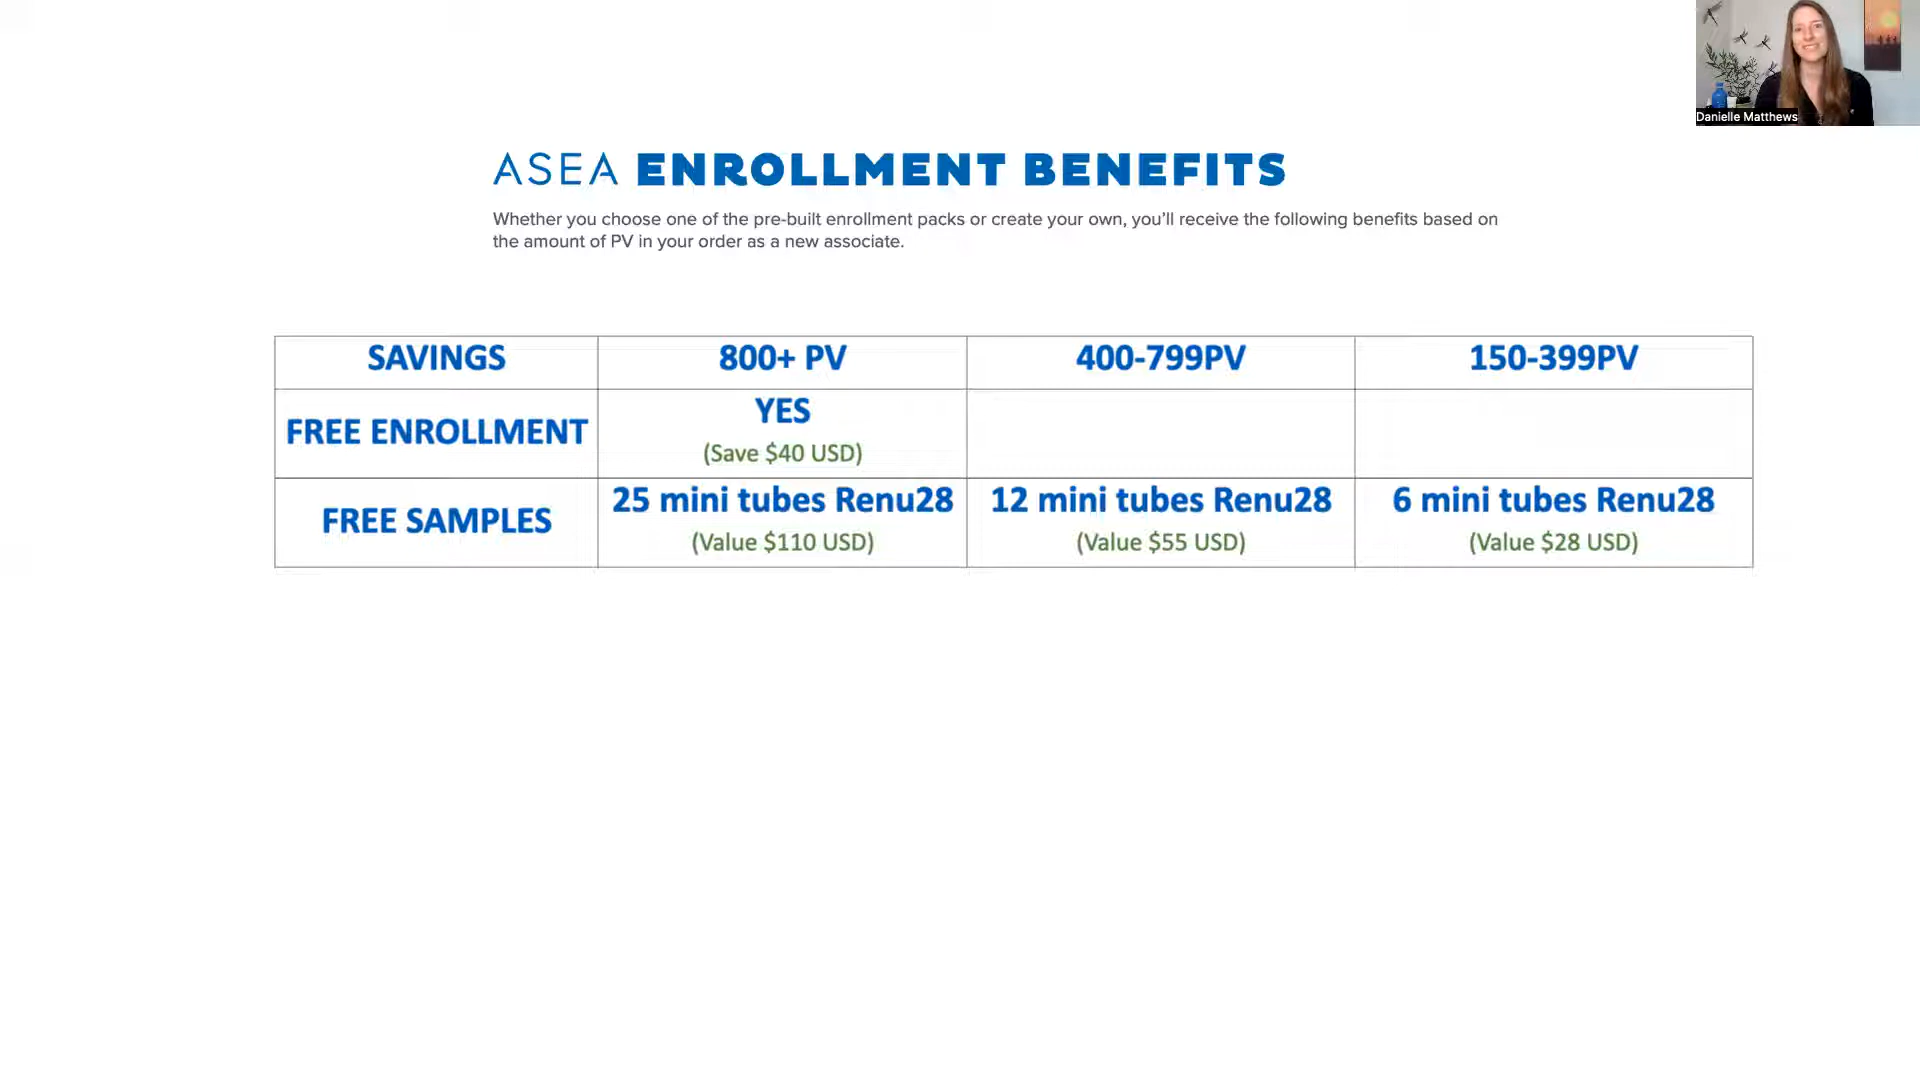 Danielle Matthews
ASEA ENROLLMENT BENEFITS
Whether you choose one of the pre-built enrollment packs or create your own, you’ll receive the following benefits based on
the amount of PV in your order as a new associate.
SAVINGS 800+ PV 400-799PV 150-399PV
FREE ENROLLMENT YES
(Save $40 USD)
FREE SAMPLES 25 mini tubes Renu28 12 mini tubes Renu28 6 mini tubes Renu28
(Value $110 USD) (Value $55 USD) (Value $28 USD)